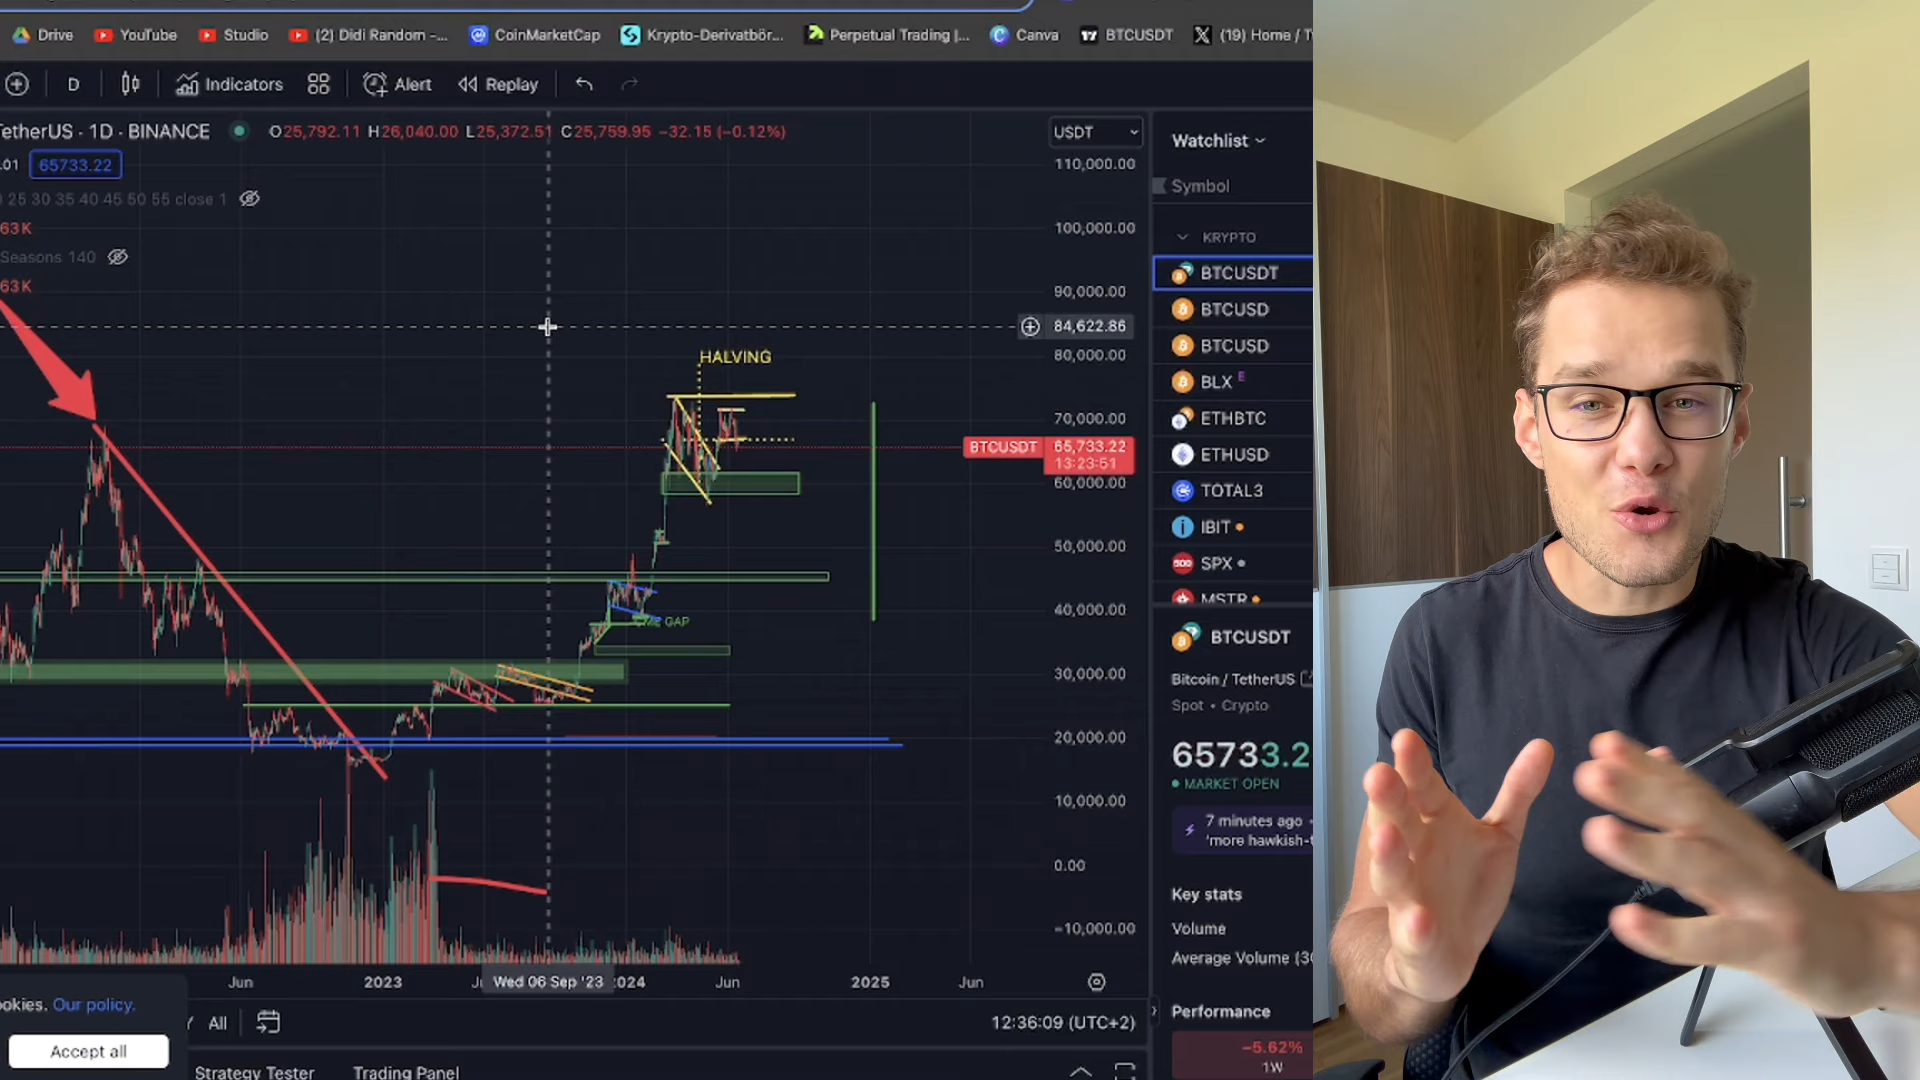 Drive YouTube Studio (2) Didi Random -... CoinMarketCap Krypto-Derivatbör... Perpetual Trading |... Canva BTCUSDT (19) Home / T
D Indicators Alert Replay
TetherUS · 1D · BINANCE O25,792.11 H26,040.00 L25,372.51 C25,759.95 −32.15 (−0.12%)
USDT
.01 65733.22
25 30 35 40 45 50 55 close 1
63K
Seasons 140
63K
110,000.00
100,000.00
90,000.00
84,622.86
80,000.00
HALVING
70,000.00
BTCUSDT 65,733.22
13:23:51
60,000.00
50,000.00
40,000.00
GAP
30,000.00
20,000.00
10,000.00
0.00
−10,000.00
Jun 2023 Wed 06 Sep '23 2024 Jun 2025 Jun
ookies. Our policy.
Accept all
All
12:36:09 (UTC+2)
Strategy Tester Trading Panel
Watchlist
Symbol
KRYPTO
BTCUSDT
BTCUSD
BTCUSD
BLX E
ETHBTC
ETHUSD
TOTAL3
IBIT
500 SPX
MSTR
BTCUSDT
Bitcoin / TetherUS
Spot • Crypto
65733.2
MARKET OPEN
7 minutes ago
'more hawkish-t
Key stats
Volume
Average Volume (30
Performance
−5.62%
1W